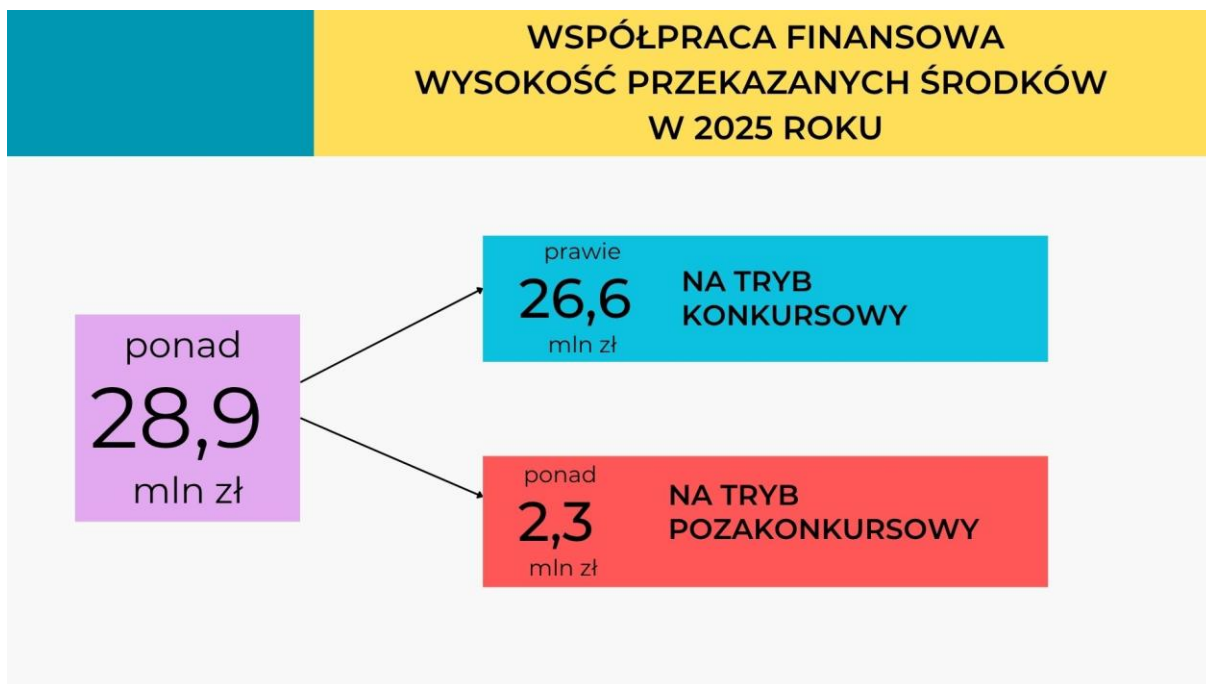 WSPÓŁPRACA FINANSOWA
WYSOKOŚĆ PRZEKAZANYCH ŚRODKÓW
W 2025 ROKU
ponad
28,9
mln zł
prawie
26,6
mln zł
NA TRYB
KONKURSOWY
ponad
2,3
mln zł
NA TRYB
POZAKONKURSOWY